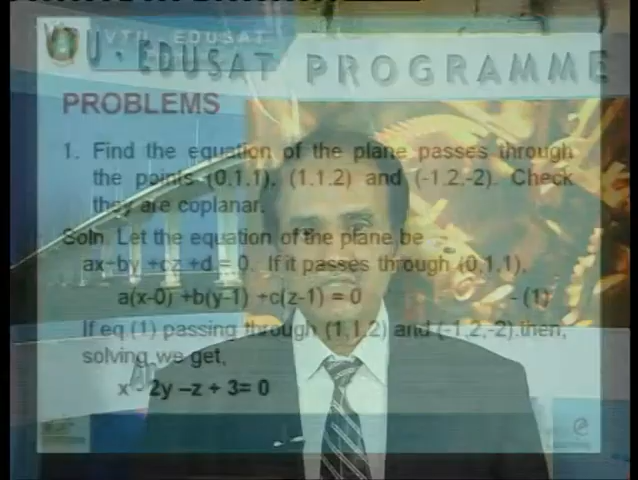 VTU - EDUSAT
U - EDUSAT PROGRAMME
PROBLEMS
1. Find the equation of the plane passes through
the points (0,1,1), (1,1,2) and (-1,2,-2). Check
they are coplanar.
Soln. Let the equation of the plane be
ax+by +cz +d = 0. If it passes through (0,1,1).
a(x-0) +b(y-1) +c(z-1) = 0 - (1)
If eq (1) passing through (1,1,2) and (-1,2,-2).then,
solving we get,
x - 2y –z + 3= 0